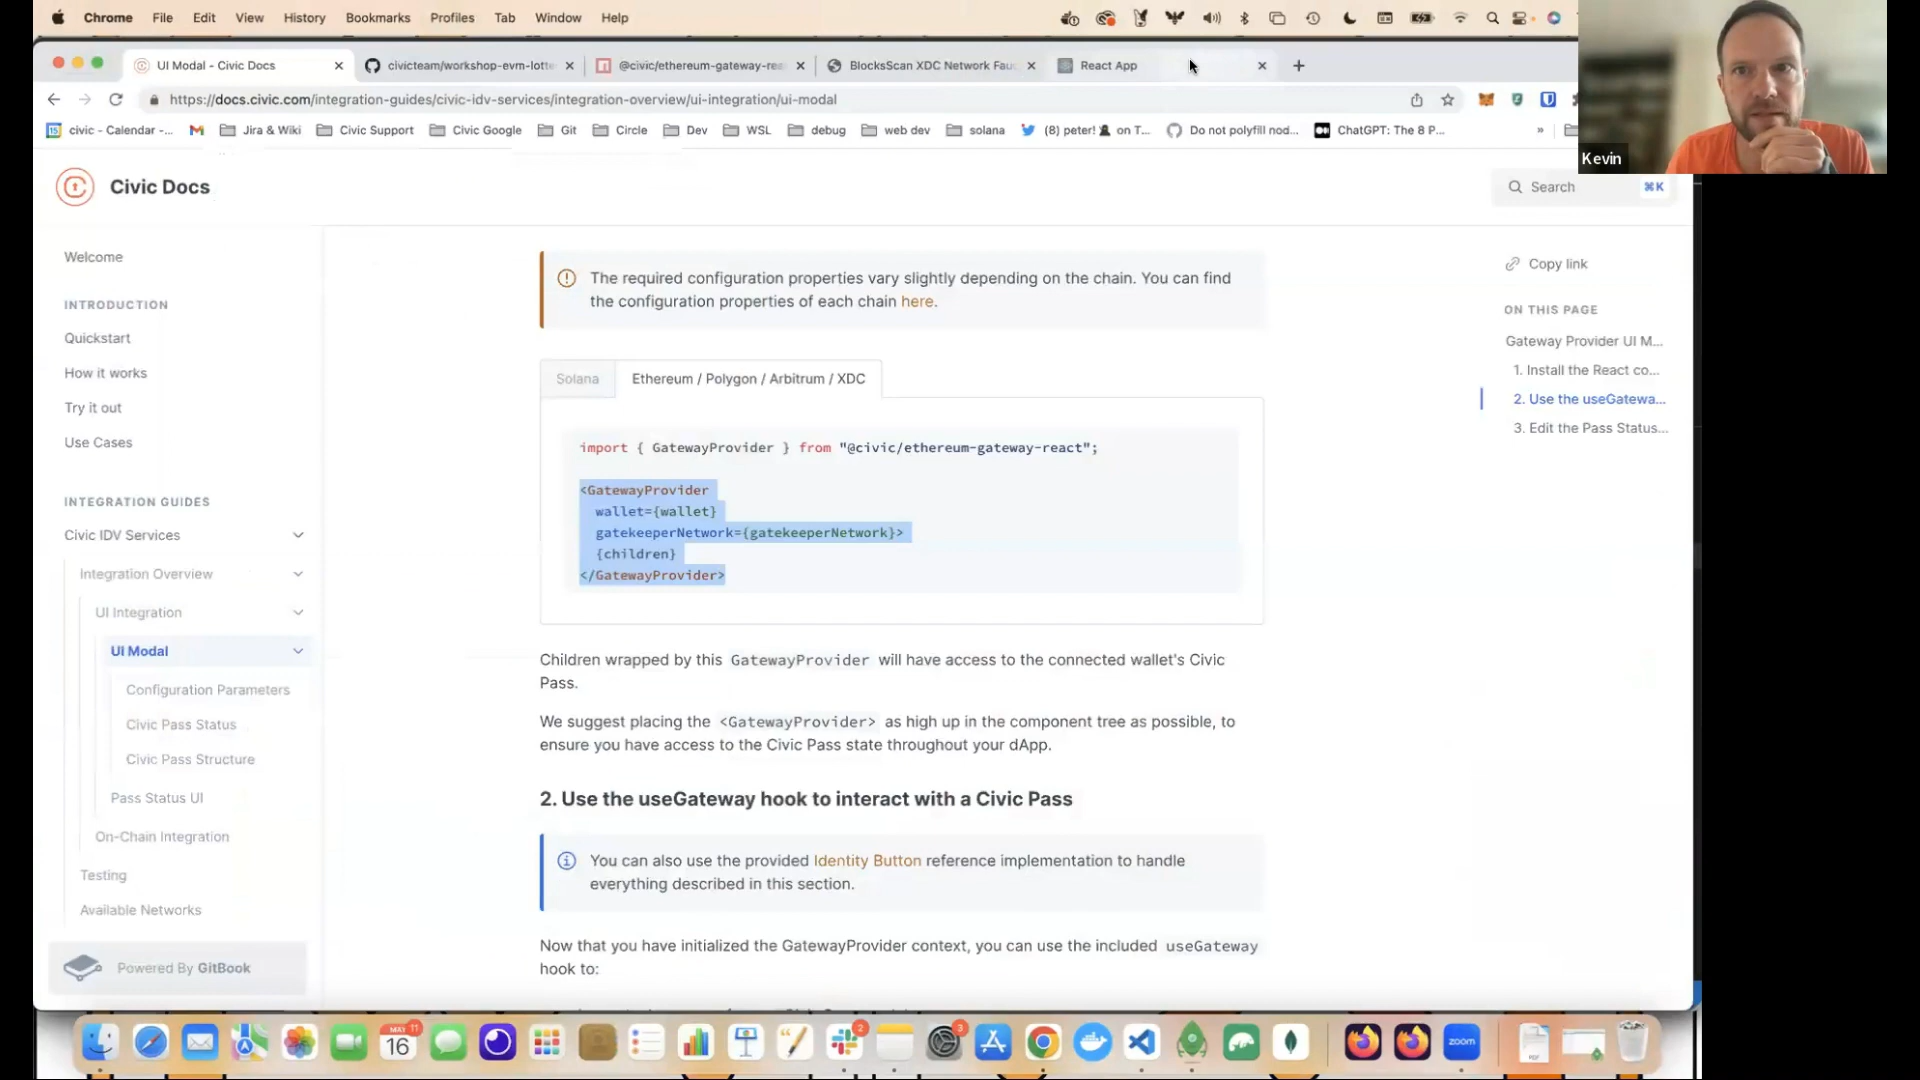 Chrome File Edit View History Bookmarks Profiles Tab Window Help
UI Modal - Civic Docs
civicteam/workshop-evm-lotte
@civic/ethereum-gateway-rea
BlocksScan XDC Network Fauc
React App
https://docs.civic.com/integration-guides/civic-idv-services/integration-overview/ui-integration/ui-modal
civic - Calendar -... Jira & Wiki Civic Support Civic Google Git Circle Dev WSL debug web dev solana (8) peter! on T... Do not polyfill nod... ChatGPT: The 8 P... »
Kevin
Civic Docs
Search ⌘K
Welcome
INTRODUCTION
Quickstart
How it works
Try it out
Use Cases
INTEGRATION GUIDES
Civic IDV Services
Integration Overview
UI Integration
UI Modal
Configuration Parameters
Civic Pass Status
Civic Pass Structure
Pass Status UI
On-Chain Integration
Testing
Available Networks
Powered By GitBook
The required configuration properties vary slightly depending on the chain. You can find
the configuration properties of each chain here.
Solana
Ethereum / Polygon / Arbitrum / XDC
import { GatewayProvider } from "@civic/ethereum-gateway-react";
<GatewayProvider
wallet={wallet}
gatekeeperNetwork={gatekeeperNetwork}>
{children}
</GatewayProvider>
Children wrapped by this GatewayProvider will have access to the connected wallet's Civic
Pass.
We suggest placing the <GatewayProvider> as high up in the component tree as possible, to
ensure you have access to the Civic Pass state throughout your dApp.
2. Use the useGateway hook to interact with a Civic Pass
You can also use the provided Identity Button reference implementation to handle
everything described in this section.
Now that you have initialized the GatewayProvider context, you can use the included useGateway
hook to:
Copy link
ON THIS PAGE
Gateway Provider UI M...
1. Install the React co...
2. Use the useGatewa...
3. Edit the Pass Status...
MAY
11
16
2
3
zoom
PDF